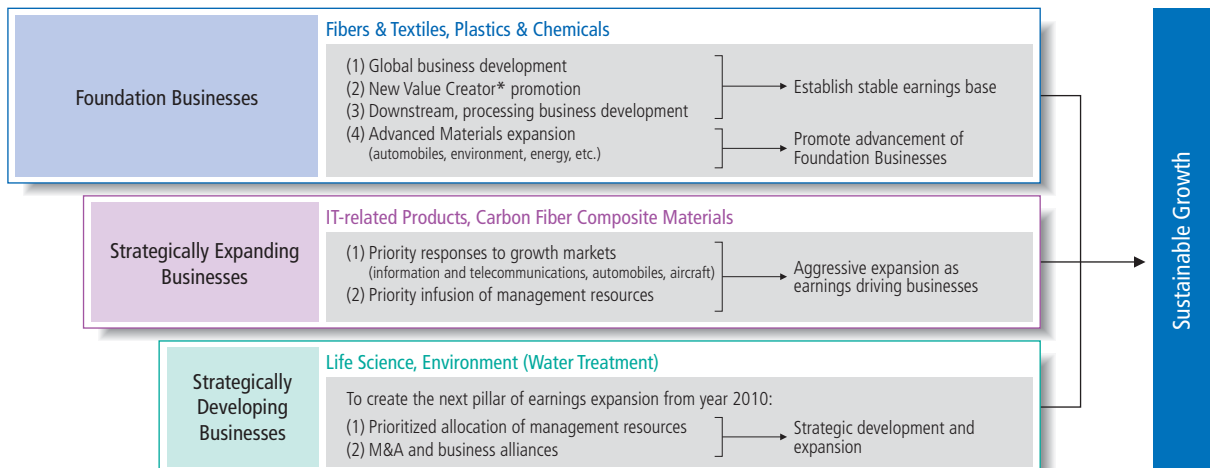 Foundation Businesses
Fibers & Textiles, Plastics & Chemicals
(1) Global business development
(2) New Value Creator* promotion
(3) Downstream, processing business development
(4) Advanced Materials expansion
(automobiles, environment, energy, etc.)
Establish stable earnings base
Promote advancement of
Foundation Businesses
Strategically Expanding
Businesses
IT-related Products, Carbon Fiber Composite Materials
(1) Priority responses to growth markets
(information and telecommunications, automobiles, aircraft)
(2) Priority infusion of management resources
Aggressive expansion as
earnings driving businesses
Strategically
Developing
Businesses
Life Science, Environment (Water Treatment)
To create the next pillar of earnings expansion from year 2010:
(1) Prioritized allocation of management resources
(2) M&A and business alliances
Strategic development and
expansion
Sustainable Growth